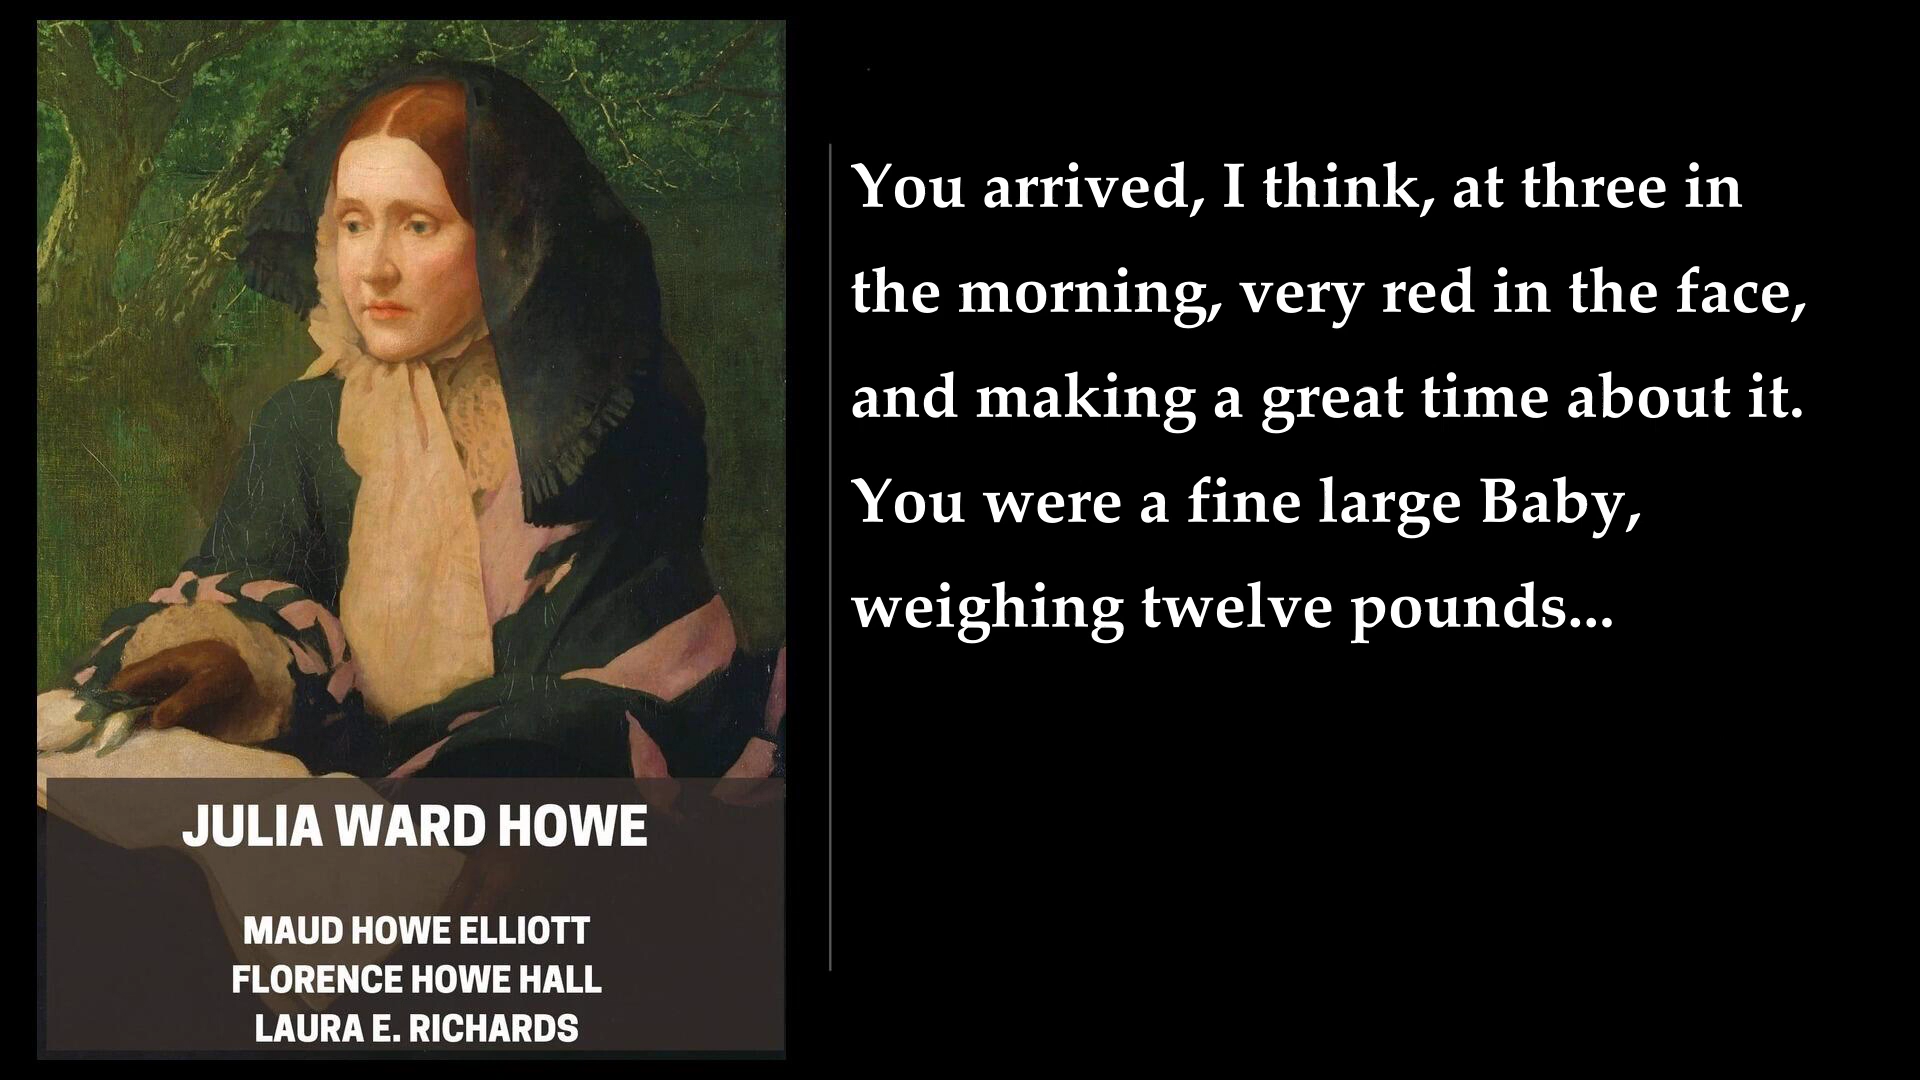 JULIA WARD HOWE
MAUD HOWE ELLIOTT
FLORENCE HOWE HALL
LAURA E. RICHARDS
You arrived, I think, at three in
the morning, very red in the face,
and making a great time about it.
You were a fine large Baby,
weighing twelve pounds...